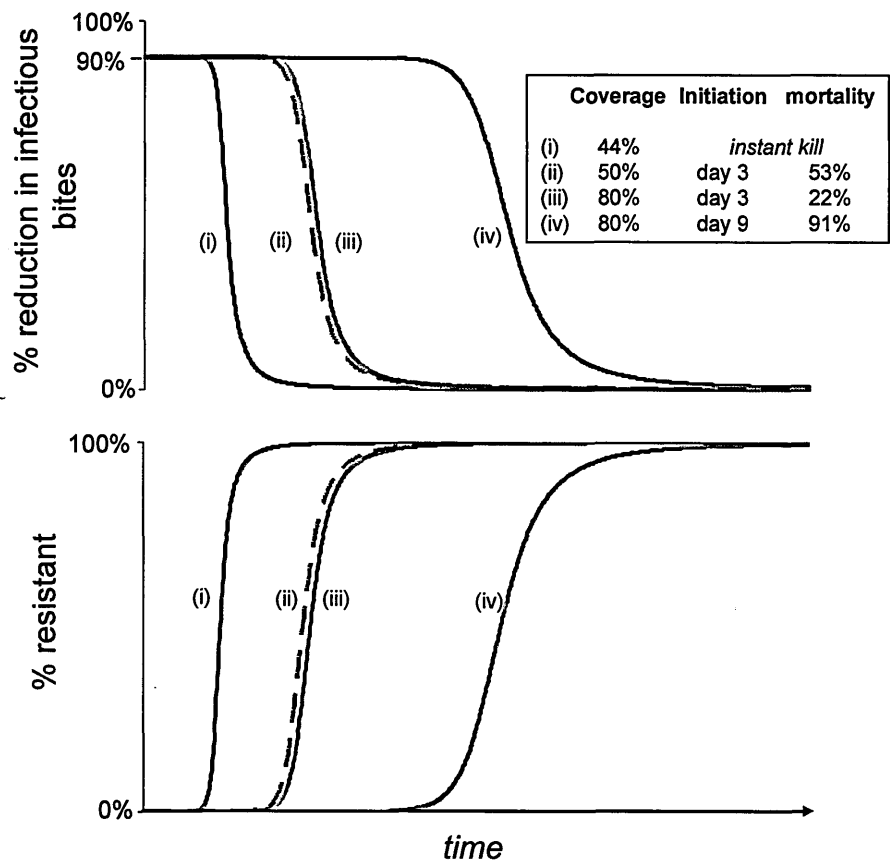 100%
90%
% reduction in infectious
bites
0%
(i)
(ii)
(iii)
(iv)
Coverage Initiation mortality
(i) 44% instant kill
(ii) 50% day 3 53%
(iii) 80% day 3 22%
(iv) 80% day 9 91%
100%
% resistant
0%
(i)
(ii)
(iii)
(iv)
time